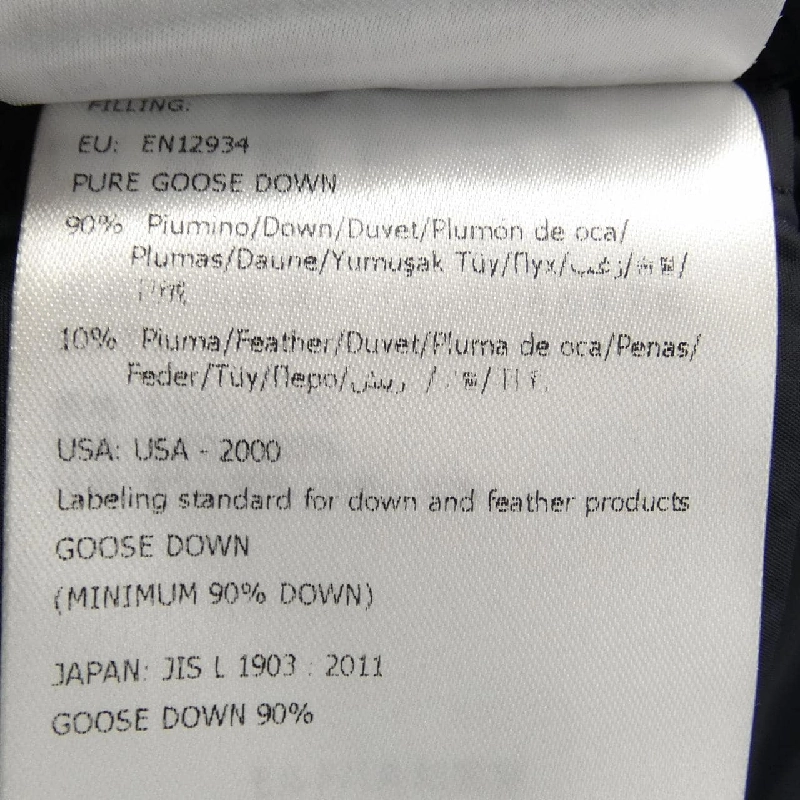 FILLING:
EU: EN12934
PURE GOOSE DOWN
90% Piumino/Down/Duvet/Plumón de oca/
Plumas/Daune/Yumuşak Tüy/Пух/زغب/
10% Piuma/Feather/Duvet/Pluma de oca/Penas/
Feder/Tüy/Перо/ريش/
USA: USA - 2000
Labeling standard for down and feather products
GOOSE DOWN
(MINIMUM 90% DOWN)
JAPAN: JIS L 1903 : 2011
GOOSE DOWN 90%